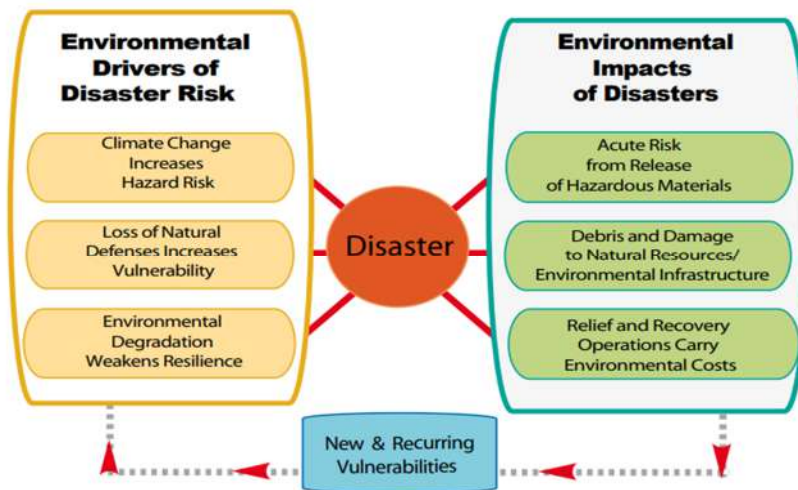 Environmental
Drivers of
Disaster Risk
Climate Change
Increases
Hazard Risk
Loss of Natural
Defenses Increases
Vulnerability
Environmental
Degradation
Weakens Resilience
Disaster
Environmental
Impacts
of Disasters
Acute Risk
from Release
of Hazardous Materials
Debris and Damage
to Natural Resources/
Environmental Infrastructure
Relief and Recovery
Operations Carry
Environmental Costs
New & Recurring
Vulnerabilities